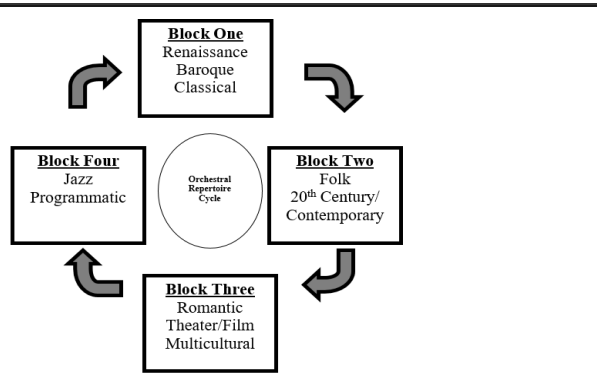 Block One
Renaissance
Baroque
Classical
Block Four
Jazz
Programmatic
Orchestral
Repertoire
Cycle
Block Two
Folk
20th Century/
Contemporary
Block Three
Romantic
Theater/Film
Multicultural